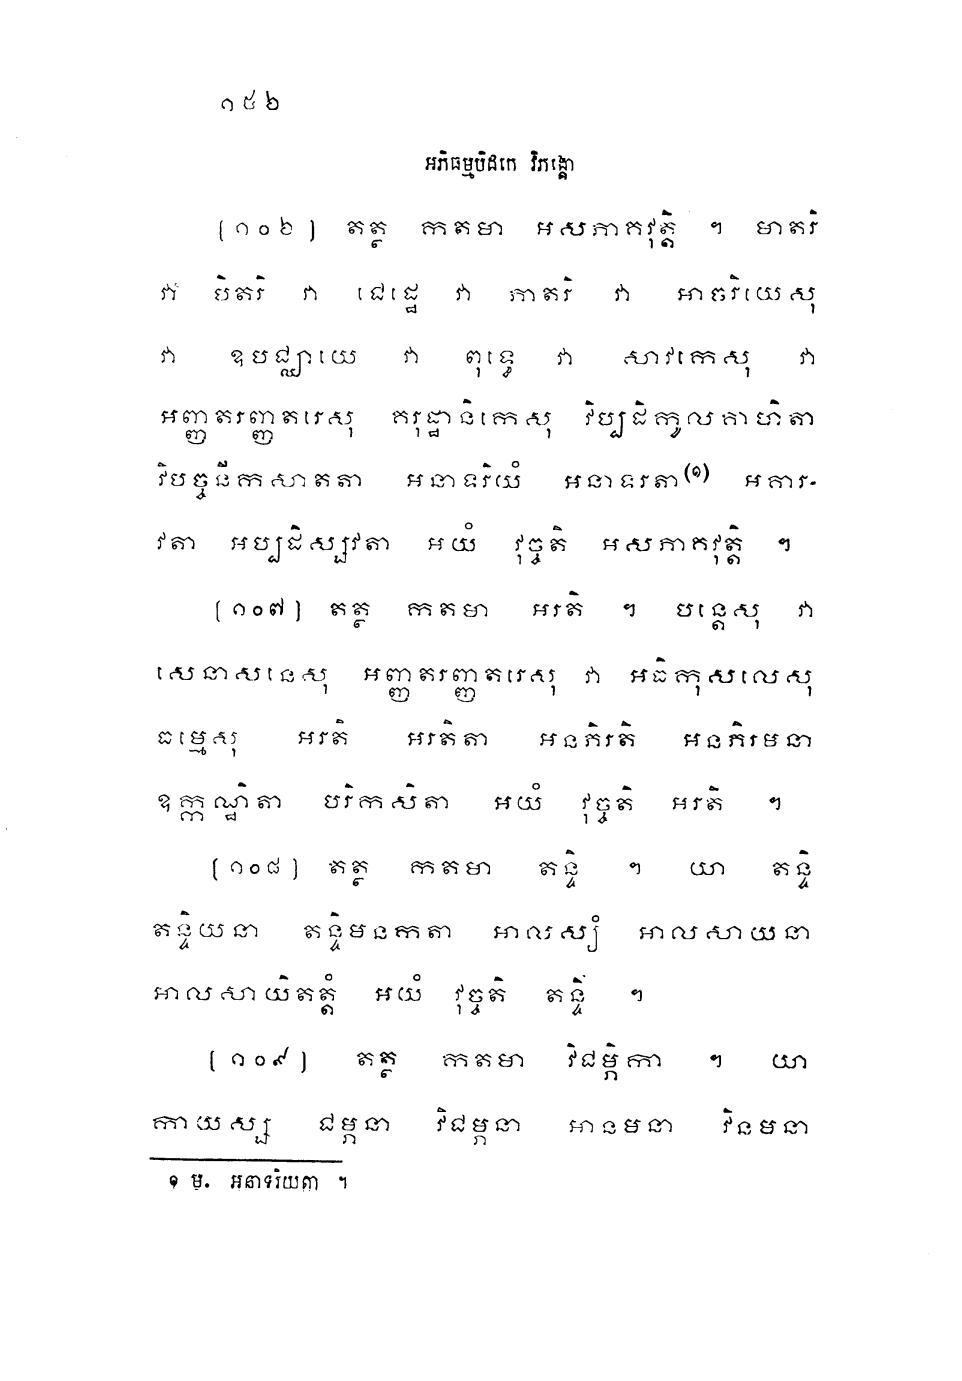 ១៥៦
អភិធម្មបិដកេ វិភង្គោ
[១០៦] តត្ថ កតមា អសភាគវុត្តិ ។ មាតរិ
វា បិតរិ វា ជេដ្ឋេ វា ភាតរិ វា អាចរិយេសុ
វា ឧបជ្ឈាយេ វា ពុទ្ធេ វា សាវកេសុ វា
អញ្ញតរញ្ញតរេសុ គរុដ្ឋានិកេសុ វិប្បដិកូលគាហិតា
វិបច្ចនីកសាតតា អនាទរិយំ អនាទរតា(១) អគារ-
វតា អប្បដិស្សវតា អយំ វុច្ចតិ អសភាគវុត្តិ ។
[១០៧] តត្ថ កតមា អរតិ ។ បន្តេសុ វា
សេនាសនេសុ អញ្ញតរញ្ញតរេសុ វា អធិកុសលេសុ
ធម្មេសុ អរតិ អរតិតា អនភិរតិ អនភិរមនា
ឧក្កណ្ឋិតា បរិតសិតា អយំ វុច្ចតិ អរតិ ។
[១០៨] តត្ថ កតមា តន្ទិ ។ យា តន្ទិ
តន្ទិយនា តន្ទិមនកតា អាលស្យំ អាលសាយនា
អាលសាយិតត្តំ អយំ វុច្ចតិ តន្ទិ ។
[១០៩] តត្ថ កតមា វិជម្ភិកា ។ យា
កាយស្ស ជម្ភនា វិជម្ភនា អានមនា វិនមនា
១ ម. អនាទរិយតា ។